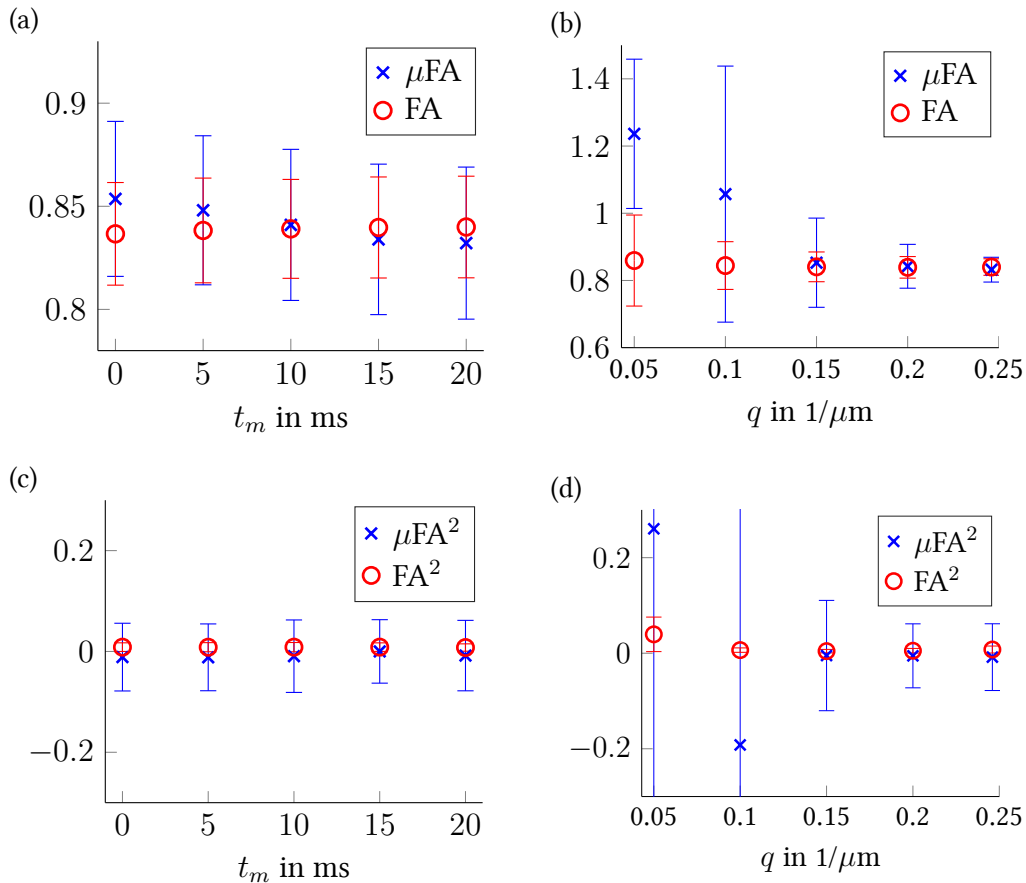 (a)
μFA
FA
0.9
0.85
0.8
0 5 10 15 20
t_m in ms
(b)
μFA
FA
1.4
1.2
1
0.8
0.6
0.05 0.1 0.15 0.2 0.25
q in 1/μm
(c)
μFA²
FA²
0.2
0
−0.2
0 5 10 15 20
t_m in ms
(d)
μFA²
FA²
0.2
0
−0.2
0.05 0.1 0.15 0.2 0.25
q in 1/μm